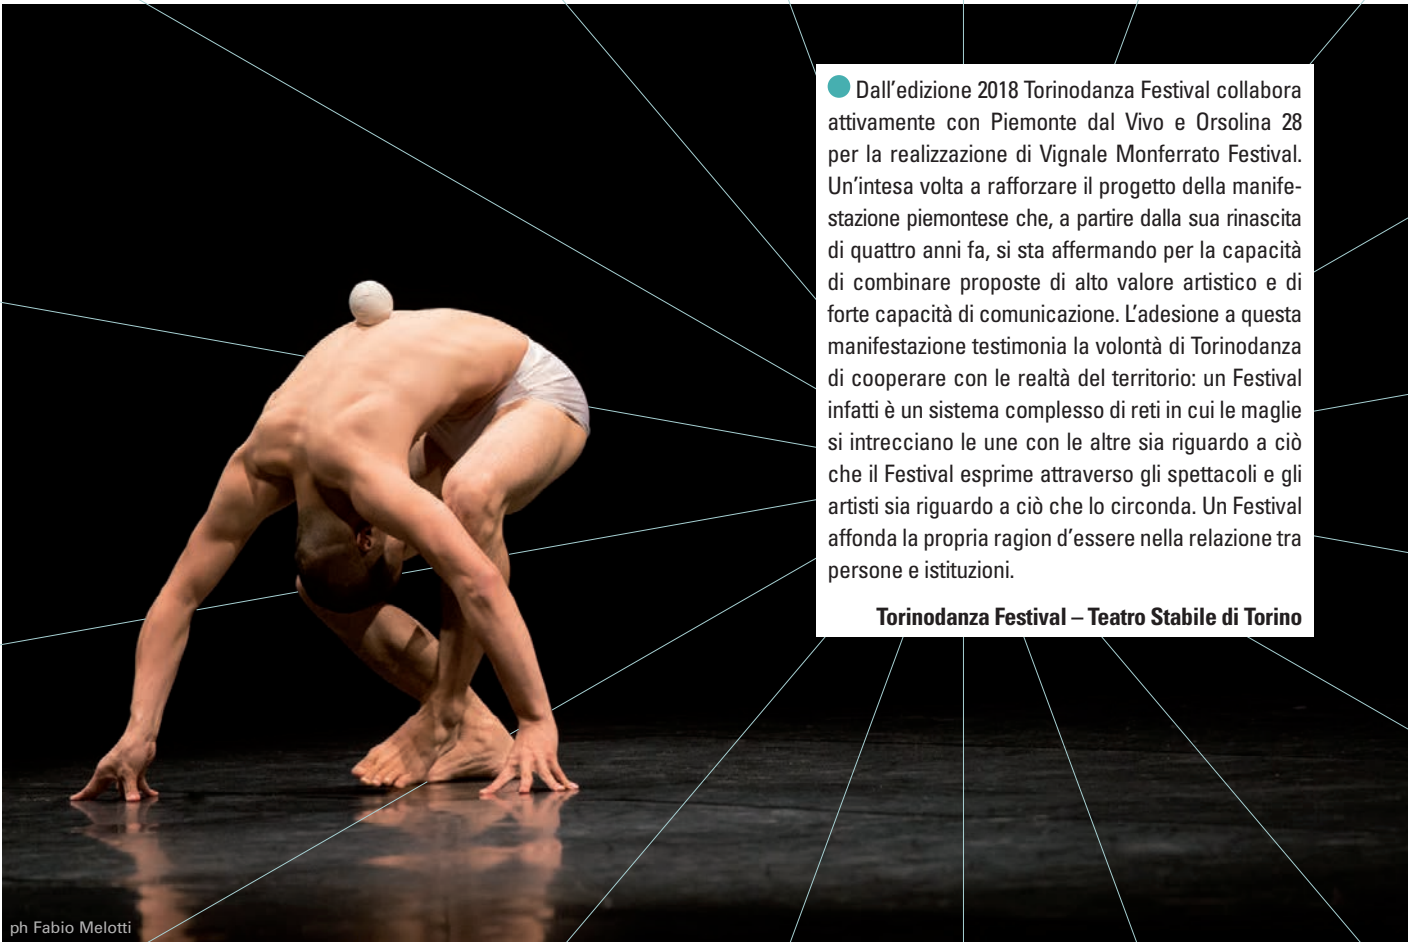 Dall’edizione 2018 Torinodanza Festival collabora
attivamente con Piemonte dal Vivo e Orsolina 28
per la realizzazione di Vignale Monferrato Festival.
Un’intesa volta a rafforzare il progetto della manife-
stazione piemontese che, a partire dalla sua rinascita
di quattro anni fa, si sta affermando per la capacità
di combinare proposte di alto valore artistico e di
forte capacità di comunicazione. L’adesione a questa
manifestazione testimonia la volontà di Torinodanza
di cooperare con le realtà del territorio: un Festival
infatti è un sistema complesso di reti in cui le maglie
si intrecciano le une con le altre sia riguardo a ciò
che il Festival esprime attraverso gli spettacoli e gli
artisti sia riguardo a ciò che lo circonda. Un Festival
affonda la propria ragion d’essere nella relazione tra
persone e istituzioni.
Torinodanza Festival – Teatro Stabile di Torino
ph Fabio Melotti